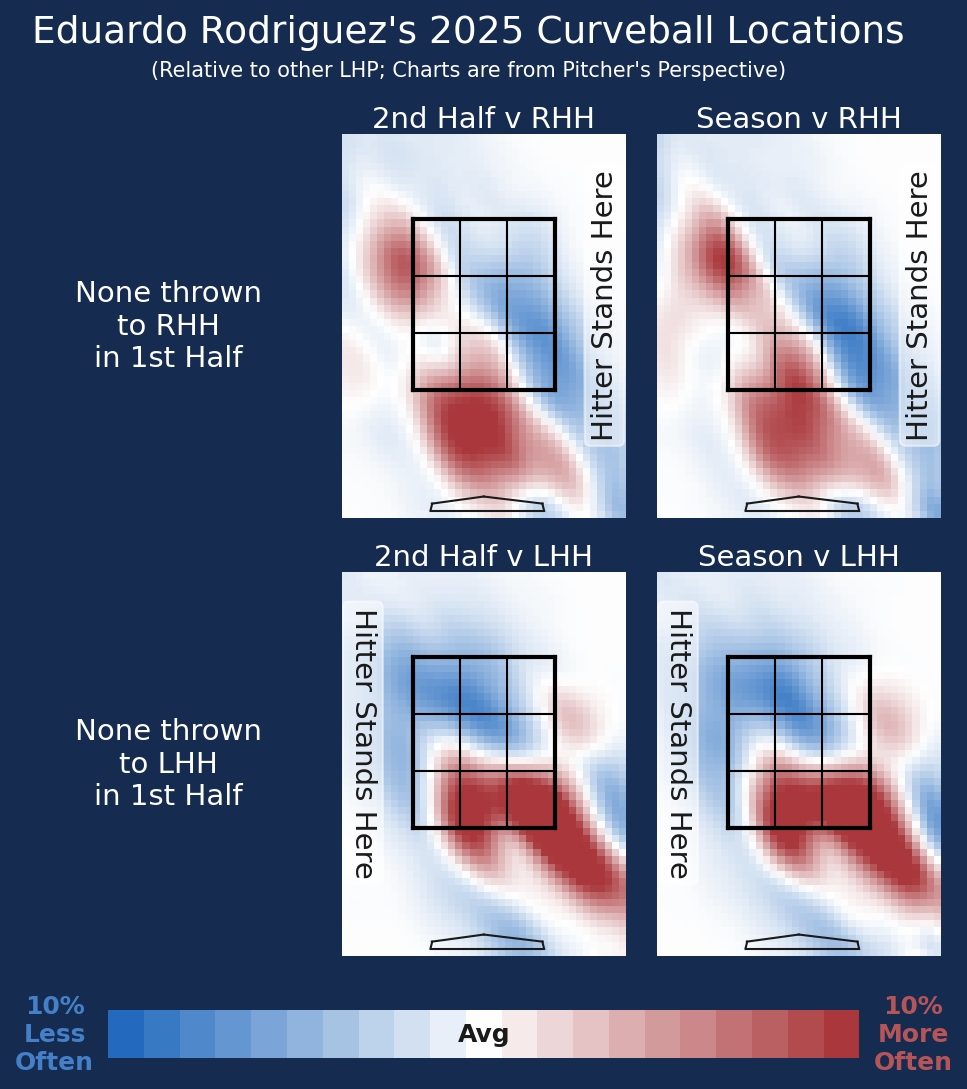 Eduardo Rodriguez's 2025 Curveball Locations
(Relative to other LHP; Charts are from Pitcher's Perspective)
2nd Half v RHH
Season v RHH
None thrown
to RHH
in 1st Half
Hitter Stands Here
Hitter Stands Here
2nd Half v LHH
Season v LHH
None thrown
to LHH
in 1st Half
Hitter Stands Here
Hitter Stands Here
10%
Less
Often
Avg
10%
More
Often